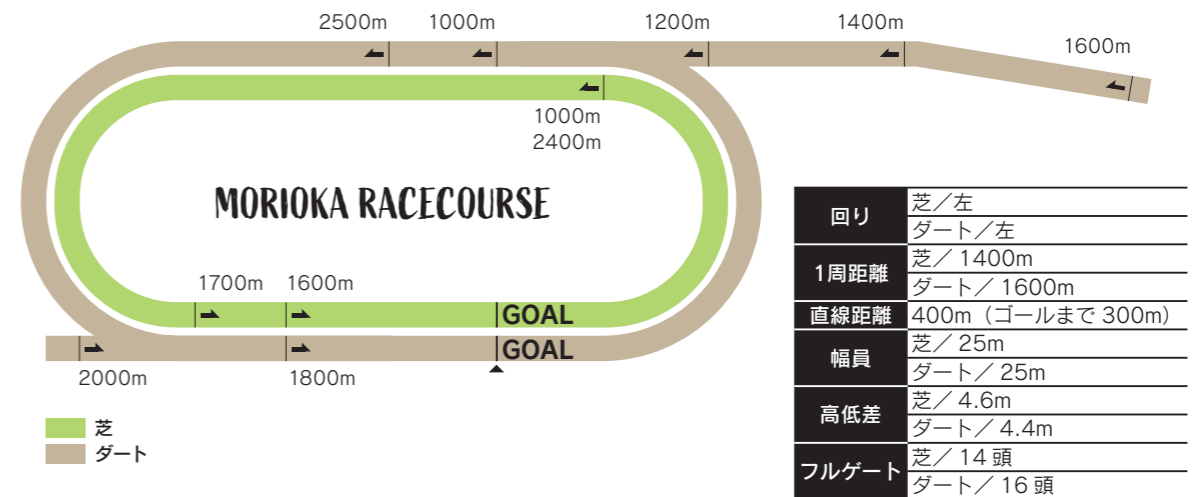 2500m
1000m
1200m
1400m
1600m
1000m
2400m
MORIOKA RACECOURSE
1700m
1600m
GOAL
GOAL
2000m
1800m
芝
ダート
回り
芝／左
ダート／左
1周距離
芝／1400m
ダート／1600m
直線距離
400m（ゴールまで 300m）
幅員
芝／25m
ダート／25m
高低差
芝／4.6m
ダート／4.4m
フルゲート
芝／14 頭
ダート／16 頭